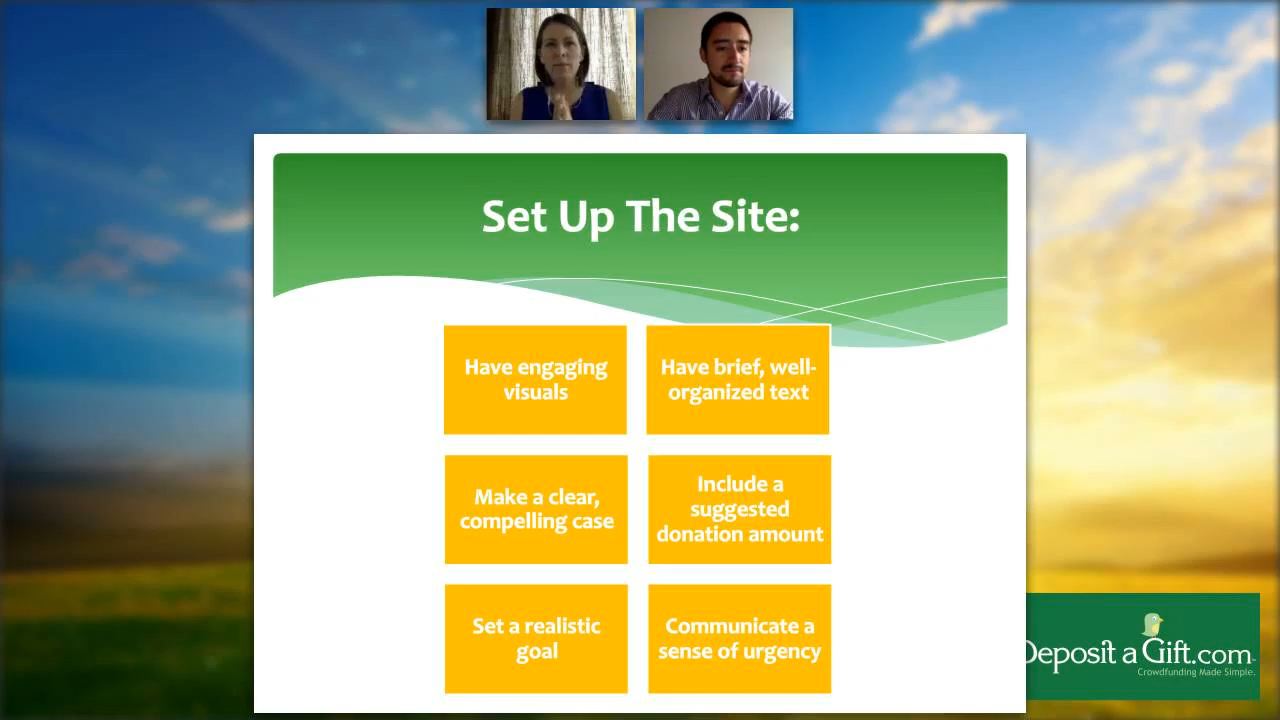 Set Up The Site:
Have engaging
visuals
Have brief, well-
organized text
Make a clear,
compelling case
Include a
suggested
donation amount
Set a realistic
goal
Communicate a
sense of urgency
Deposit a Gift.com
Crowdfunding Made Simple.